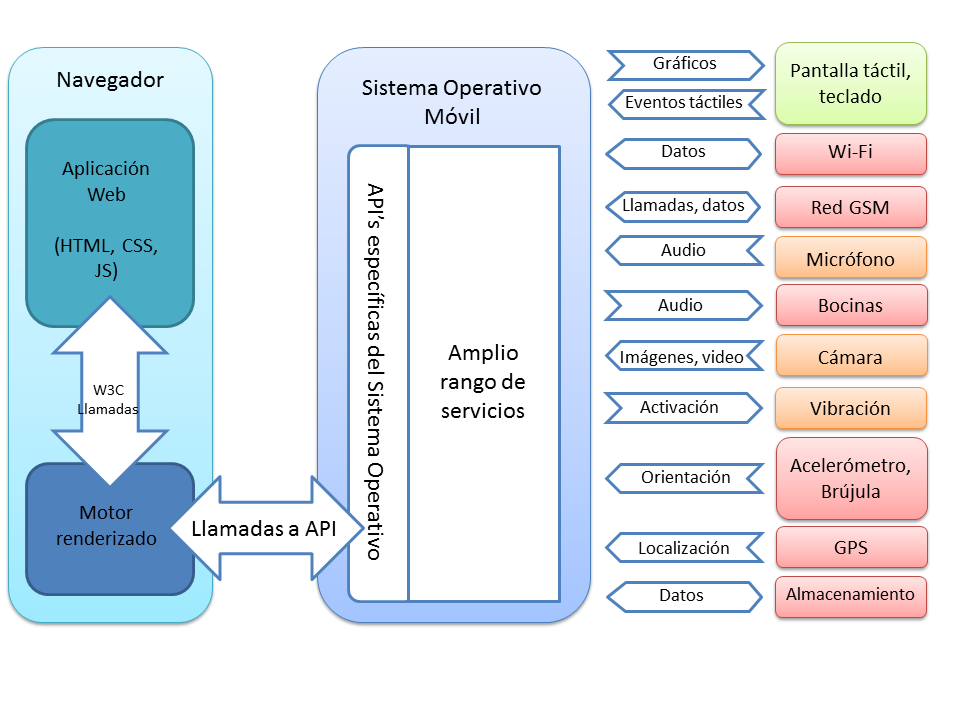 Navegador
Aplicación
Web
(HTML, CSS,
JS)
W3C
Llamadas
Motor
renderizado
Llamadas a API
Sistema Operativo
Móvil
API's específicas del Sistema Operativo
Amplio
rango de
servicios
Gráficos
Eventos táctiles
Pantalla táctil,
teclado
Datos
Wi-Fi
Llamadas, datos
Red GSM
Audio
Micrófono
Audio
Bocinas
Imágenes, video
Cámara
Activación
Vibración
Orientación
Acelerómetro,
Brújula
Localización
GPS
Datos
Almacenamiento